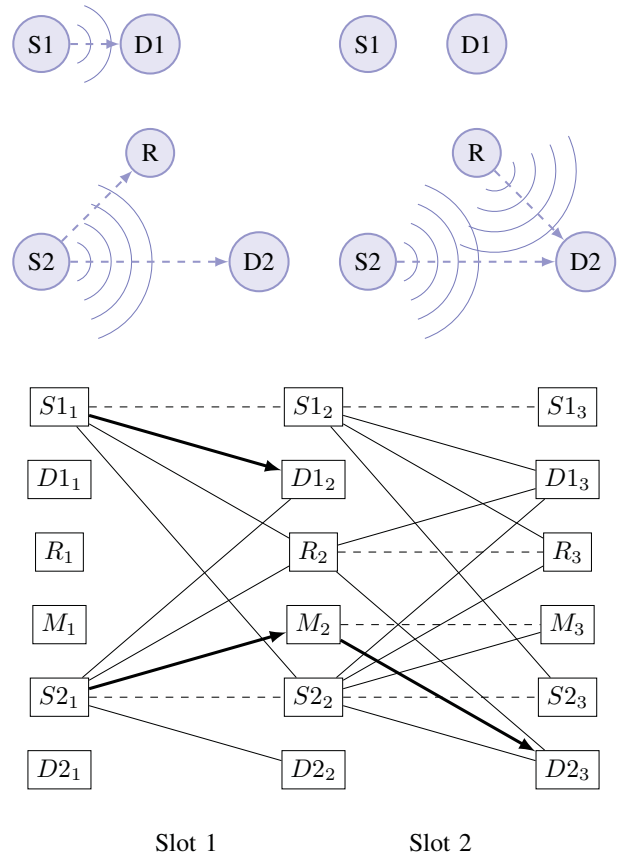 S1 D1 S1 D1
R R
S2 D2 S2 D2
S1₁ S1₂ S1₃
D1₁ D1₂ D1₃
R₁ R₂ R₃
M₁ M₂ M₃
S2₁ S2₂ S2₃
D2₁ D2₂ D2₃
Slot 1 Slot 2